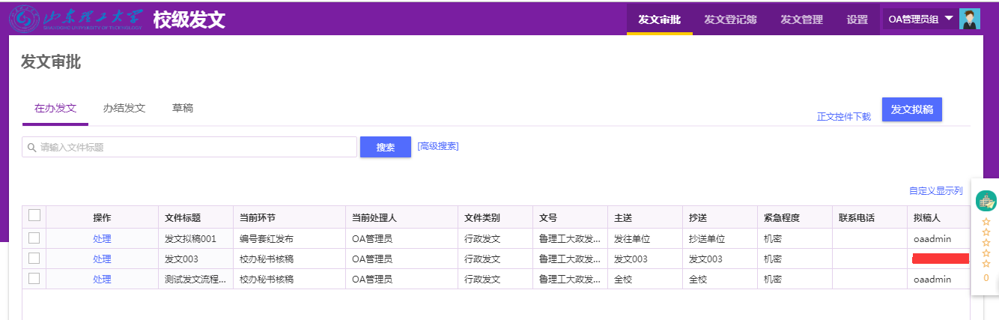 山东理工大学 校级发文 发文审批 发文登记簿 发文管理 设置 OA管理员组
SHANDONG UNIVERSITY OF TECHNOLOGY
发文审批
在办发文 办结发文 草稿 正文控件下载 发文拟稿
请输入文件标题 搜索 [高级搜索]
自定义显示列
操作 文件标题 当前环节 当前处理人 文件类别 文号 主送 抄送 紧急程度 联系电话 拟稿人
处理 发文拟稿001 编号套红发布 OA管理员 行政发文 鲁理工大政发... 发往单位 抄送单位 机密 oaadmin
处理 发文003 校办秘书核稿 OA管理员 行政发文 鲁理工大政发... 发文003 发文003 机密
处理 测试发文流程... 校办秘书核稿 OA管理员 行政发文 鲁理工大政发... 全校 全校 机密 oaadmin
0